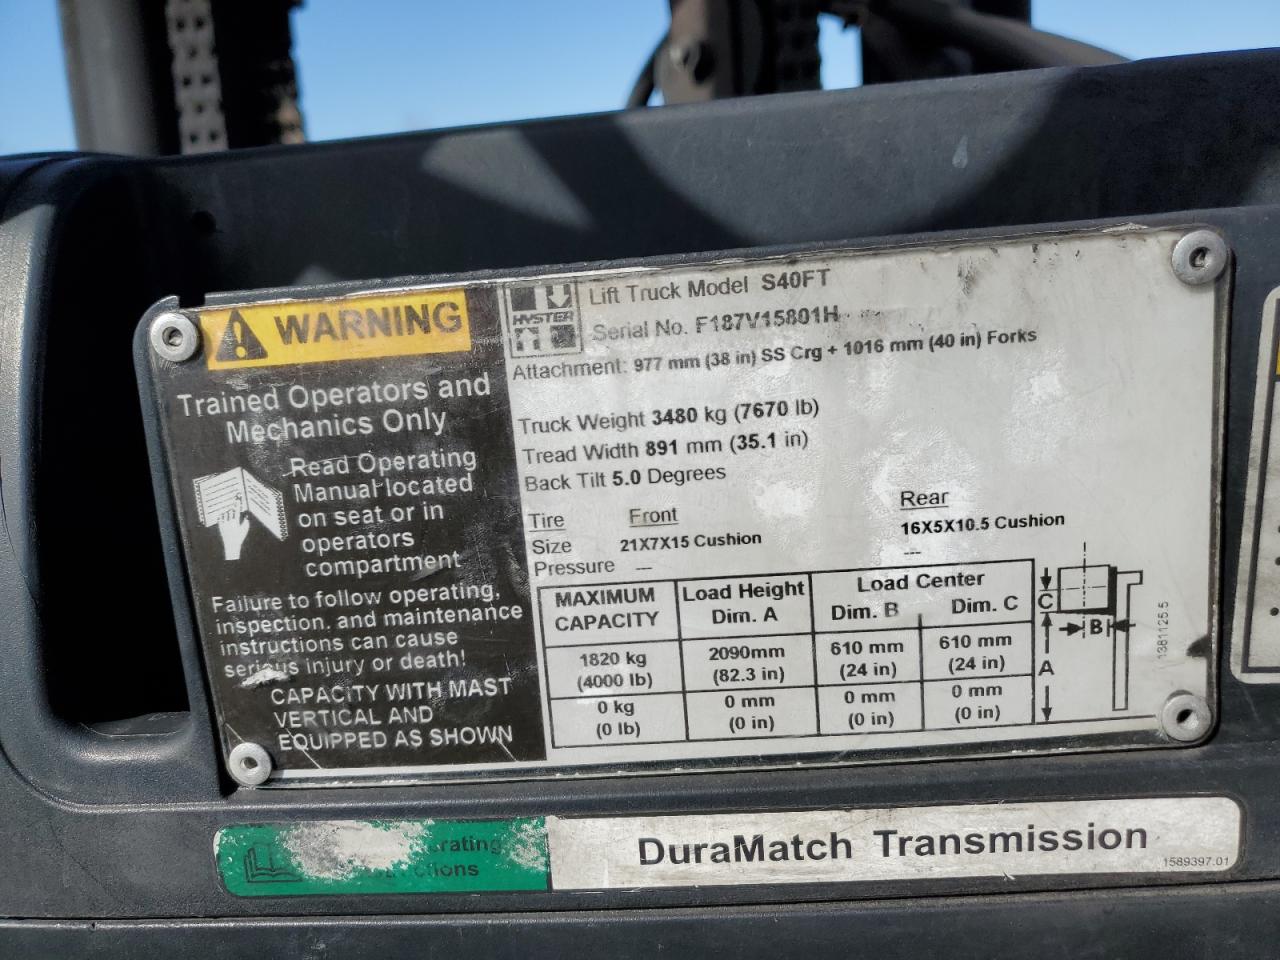 WARNING
Trained Operators and
Mechanics Only
Read Operating
Manual located
on seat or in
operators
compartment
Failure to follow operating,
inspection, and maintenance
instructions can cause
serious injury or death!
CAPACITY WITH MAST
VERTICAL AND
EQUIPPED AS SHOWN
HYSTER
Lift Truck Model S40FT
Serial No. F187V15801H
Attachment: 977 mm (38 in) SS Crg + 1016 mm (40 in) Forks
Truck Weight 3480 kg (7670 lb)
Tread Width 891 mm (35.1 in)
Back Tilt 5.0 Degrees
Tire Front Rear
Size 21X7X15 Cushion 16X5X10.5 Cushion
Pressure --- ---
MAXIMUM CAPACITY Load Height Dim. A Load Center Dim. B Dim. C
1820 kg (4000 lb) 2090mm (82.3 in) 610 mm (24 in) 610 mm (24 in)
0 kg (0 lb) 0 mm (0 in) 0 mm (0 in) 0 mm (0 in)
C
B
A
1381125.5
DuraMatch Transmission
1589397.01